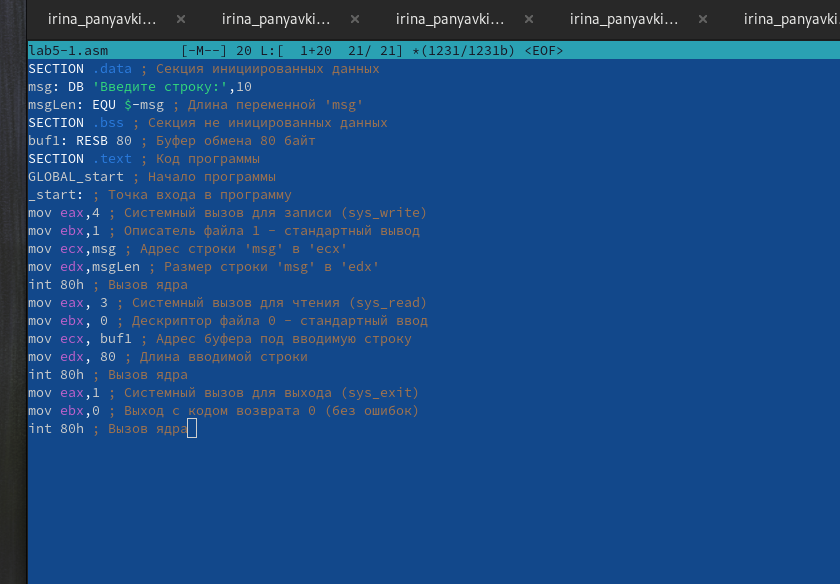 irina_panyavki... × irina_panyavki... × irina_panyavki... × irina_panyavki... × irina_panyavki
lab5-1.asm [-M--] 20 L:[ 1+20 21/ 21] *(1231/1231b) <EOF>
SECTION .data ; Секция инициированных данных
msg: DB 'Введите строку:',10
msgLen: EQU $-msg ; Длина переменной 'msg'
SECTION .bss ; Секция не иницированных данных
buf1: RESB 80 ; Буфер обмена 80 байт
SECTION .text ; Код программы
GLOBAL_start ; Начало программы
_start: ; Точка входа в программу
mov eax,4 ; Системный вызов для записи (sys_write)
mov ebx,1 ; Описатель файла 1 - стандартный вывод
mov ecx,msg ; Адрес строки 'msg' в 'ecx'
mov edx,msgLen ; Размер строки 'msg' в 'edx'
int 80h ; Вызов ядра
mov eax, 3 ; Системный вызов для чтения (sys_read)
mov ebx, 0 ; Дескриптор файла 0 - стандартный ввод
mov ecx, buf1 ; Адрес буфера под вводимую строку
mov edx, 80 ; Длина вводимой строки
int 80h ; Вызов ядра
mov eax,1 ; Системный вызов для выхода (sys_exit)
mov ebx,0 ; Выход с кодом возврата 0 (без ошибок)
int 80h ; Вызов ядра